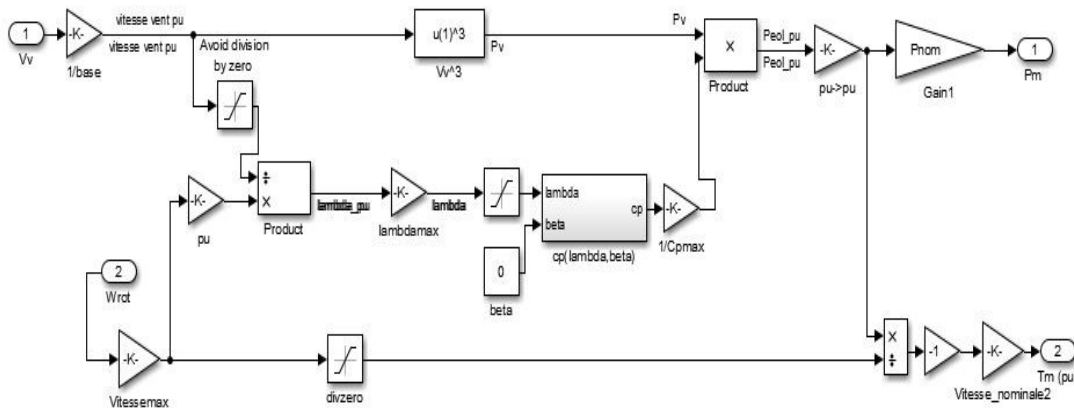 1
Vv
-K-
1/base
vitesse vent pu
vitesse vent pu
Avoid division
by zero
u(1)^3
Vv^3
Pv
Pv
×
Product
Peol_pu
Peol_pu
-K-
pu->pu
Pnom
Gain1
1
Pm
-K-
pu
÷
×
Product
lambda_pu
-K-
lambdamax
lambda
lambda
beta
cp
cp(lambda,beta)
-K-
1/Cpmax
0
beta
2
Wrot
-K-
Vitessemax
divzero
×
÷
-1
-K-
Vitesse_nominale2
2
Tm (pu